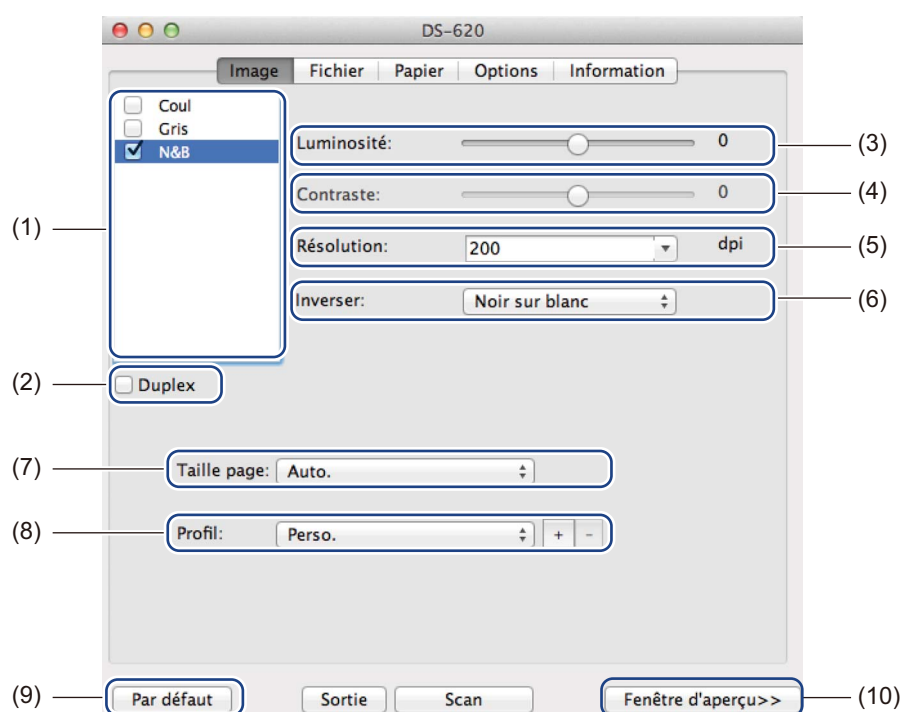 DS-620
Image Fichier Papier Options Information
Coul
Gris
N&B
(1)
Luminosité: 0 (3)
Contraste: 0 (4)
Résolution: 200 dpi (5)
Inverser: Noir sur blanc (6)
(2) Duplex
(7) Taille page: Auto.
(8) Profil: Perso. + -
(9) Par défaut Sortie Scan Fenêtre d'aperçu>> (10)